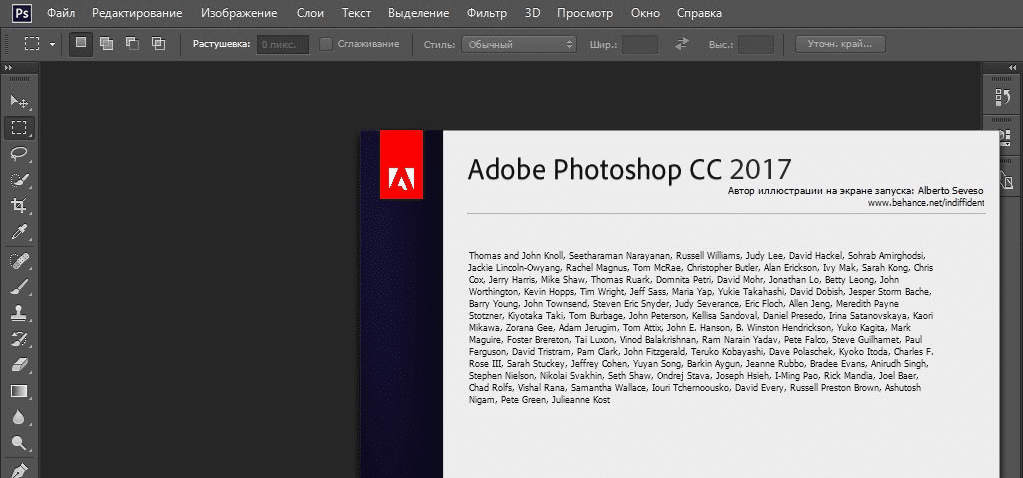 Ps Файл Редактирование Изображение Слои Текст Выделение Фильтр 3D Просмотр Окно Справка
Растушевка: 0 пикс. Сглаживание Стиль: Обычный Шир.: Выс.: Уточн. край...
Adobe Photoshop CC 2017
Автор иллюстрации на экране запуска: Alberto Seveso
www.behance.net/indiffident
Thomas and John Knoll, Seetharaman Narayanan, Russell Williams, Judy Lee, David Hackel, Sohrab Amirghodsi,
Jackie Lincoln-Owyang, Rachel Magnus, Tom McRae, Christopher Butler, Alan Erickson, Ivy Mak, Sarah Kong, Chris
Cox, Jerry Harris, Mike Shaw, Thomas Ruark, Domnita Petri, David Mohr, Jonathan Lo, Betty Leong, John
Worthington, Kevin Hopps, Tim Wright, Jeff Sass, Maria Yap, Yukie Takahashi, David Dobish, Jesper Storm Bache,
Barry Young, John Townsend, Steven Eric Snyder, Judy Severance, Eric Floch, Allen Jeng, Meredith Payne
Stotzner, Kiyotaka Taki, Tom Burbage, John Peterson, Kellisa Sandoval, Daniel Presedo, Irina Satanovskaya, Kaori
Mikawa, Zorana Gee, Adam Jerugim, Tom Attix, John E. Hanson, B. Winston Hendrickson, Yuko Kagita, Mark
Maguire, Foster Brereton, Tai Luxon, Vinod Balakrishnan, Ram Narain Yadav, Pete Falco, Steve Guilhamet, Paul
Ferguson, David Tristram, Pam Clark, John Fitzgerald, Teruko Kobayashi, Dave Polaschek, Kyoko Itoda, Charles F.
Rose III, Sarah Stuckey, Jeffrey Cohen, Yuyan Song, Barkin Aygun, Jeanne Rubbo, Bradee Evans, Anirudh Singh,
Stephen Nielson, Nikolai Svakhin, Seth Shaw, Ondrej Stava, Joseph Hsieh, I-Ming Pao, Rick Mandia, Joel Baer,
Chad Rolfs, Vishal Rana, Samantha Wallace, Iouri Tchernoousko, David Every, Russell Preston Brown, Ashutosh
Nigam, Pete Green, Julieanne Kost